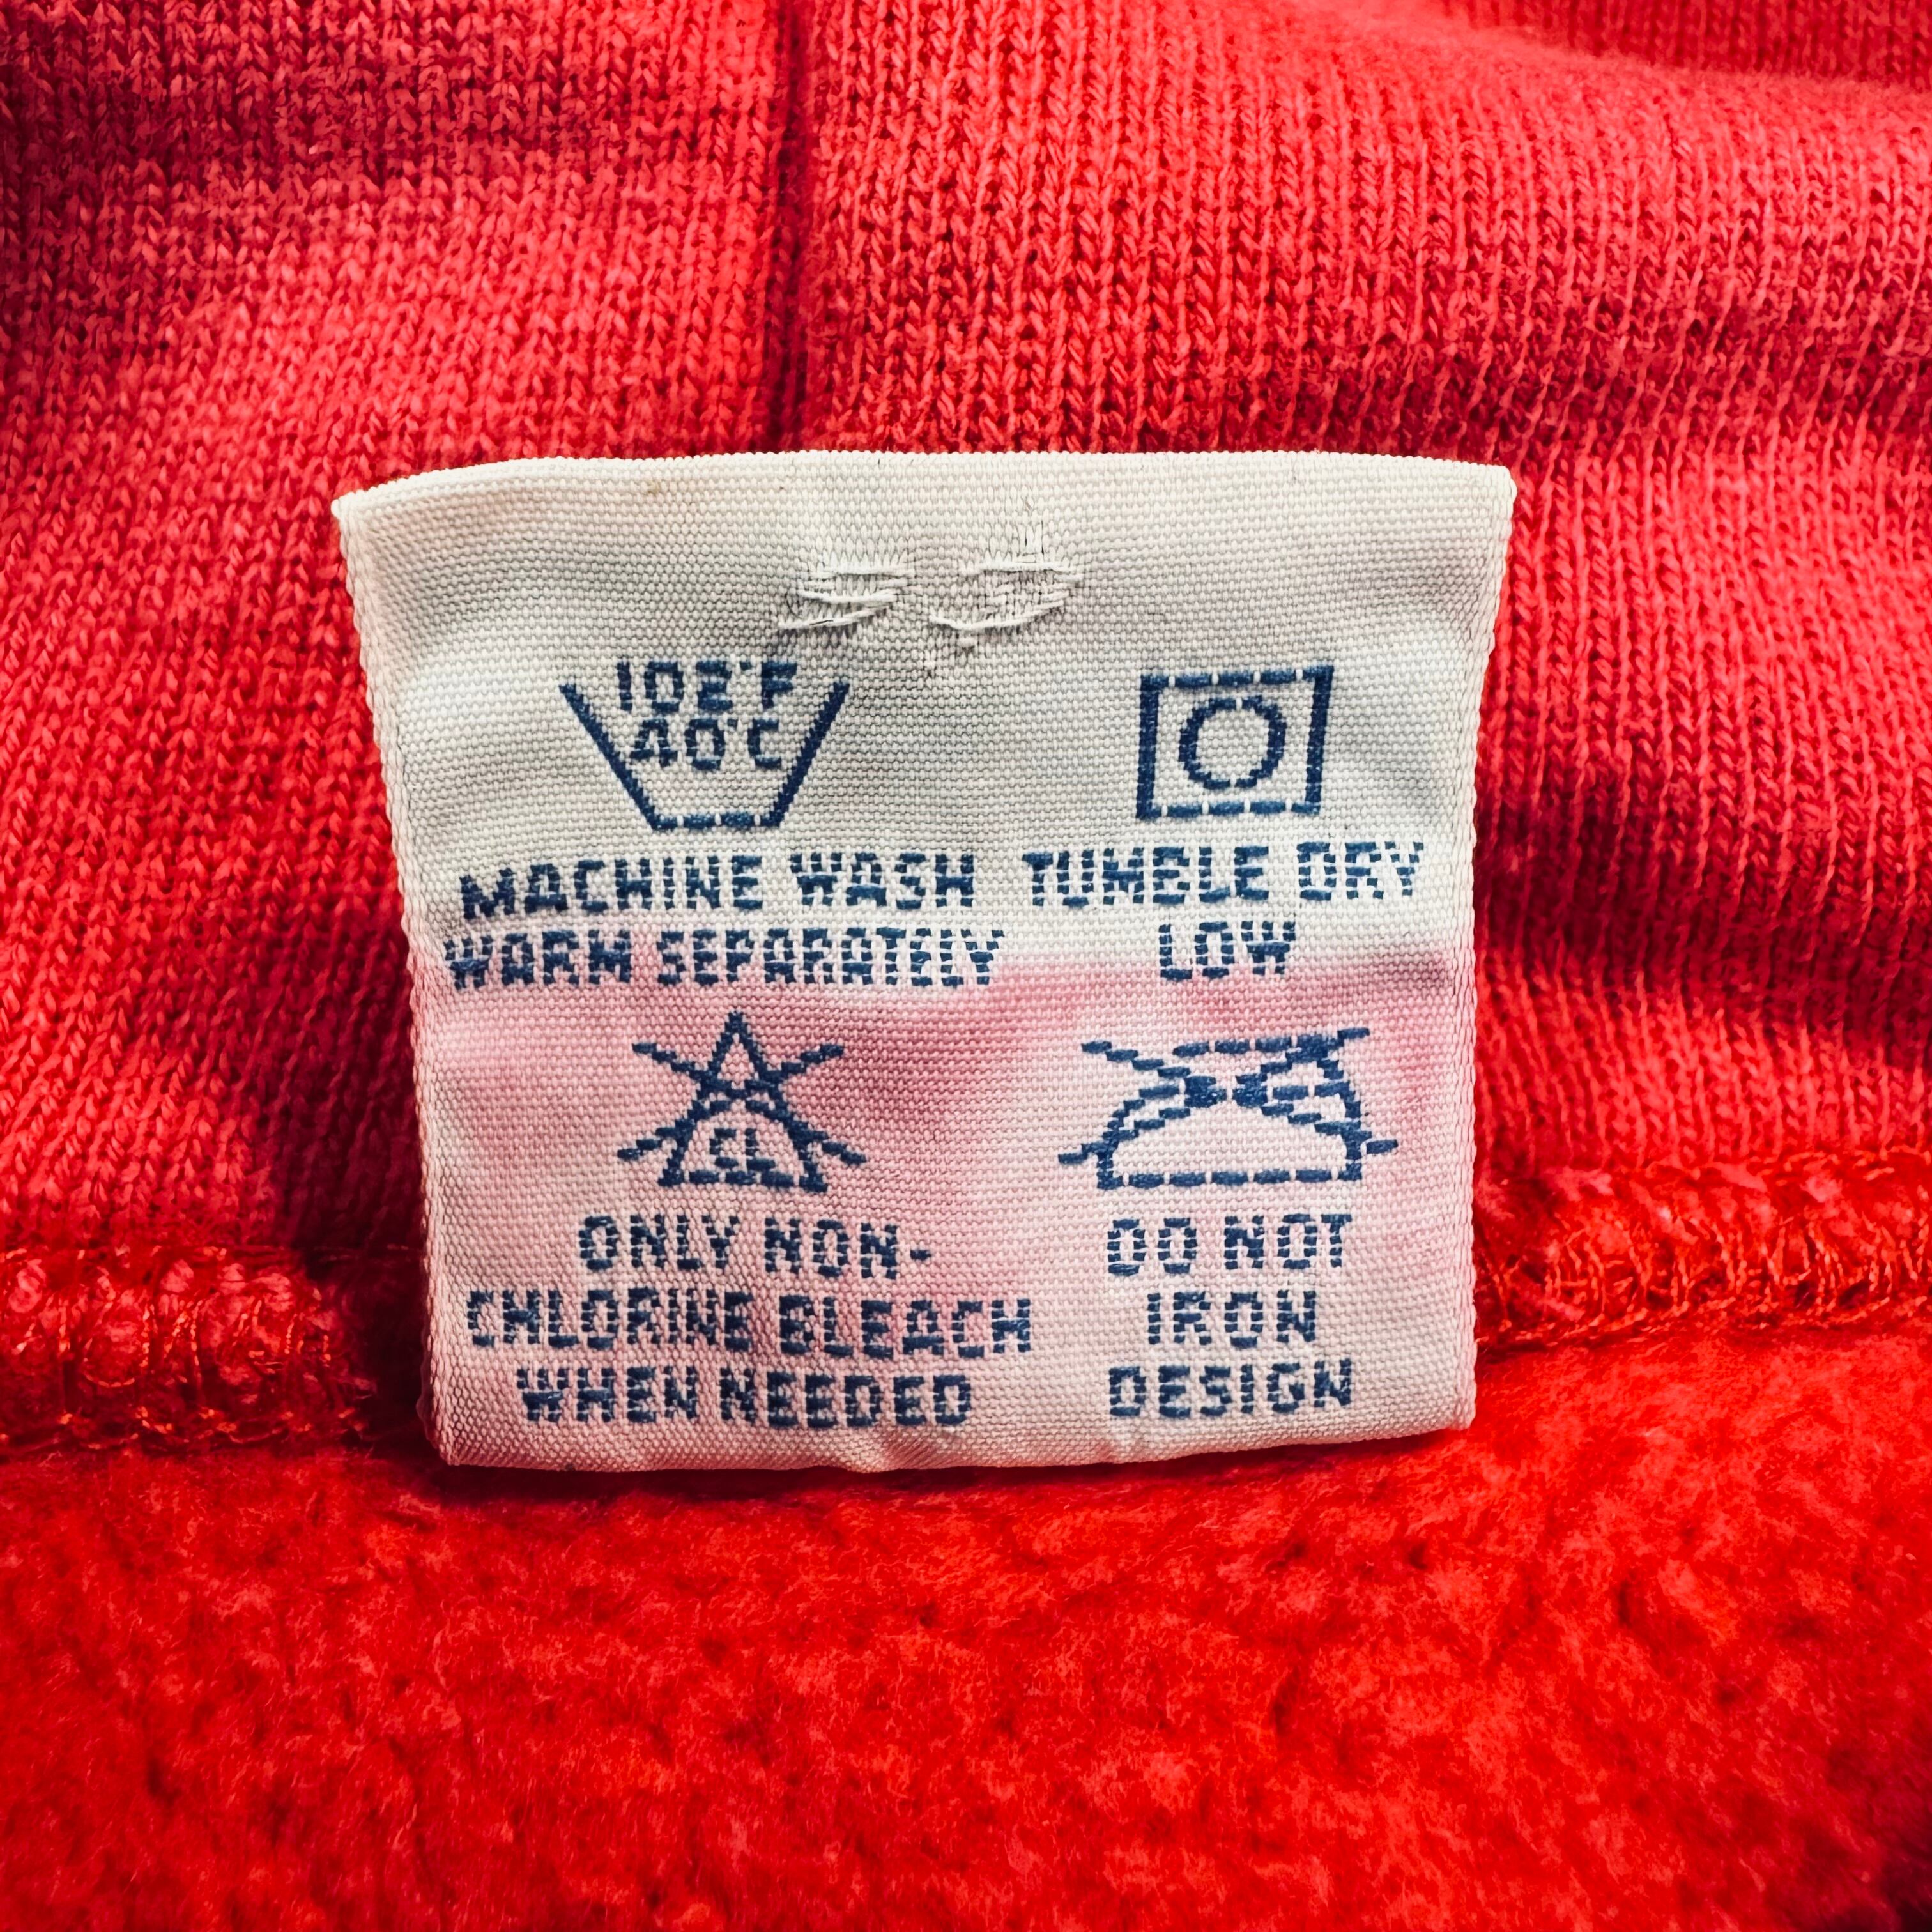 102°F
40°C
MACHINE WASH
WARM SEPARATELY
TUMBLE DRY
LOW
CL
ONLY NON-
CHLORINE BLEACH
WHEN NEEDED
DO NOT
IRON
DESIGN